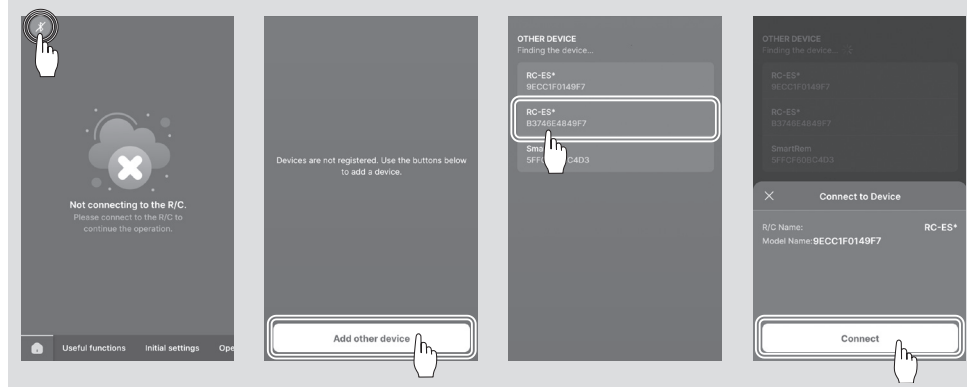 Not connecting to the R/C.
Please connect to the R/C to
continue the operation.
Useful functions Initial settings Ope
Devices are not registered. Use the buttons below
to add a device.
Add other device
OTHER DEVICE
Finding the device...
RC-ES*
9ECC1F0149F7
RC-ES*
B3746E4849F7
C4D3
OTHER DEVICE
Finding the device...
RC-ES*
9ECC1F0149F7
RC-ES*
B3746E4849F7
SmartRem
Connect to Device
R/C Name: RC-ES*
Model Name:9ECC1F0149F7
Connect